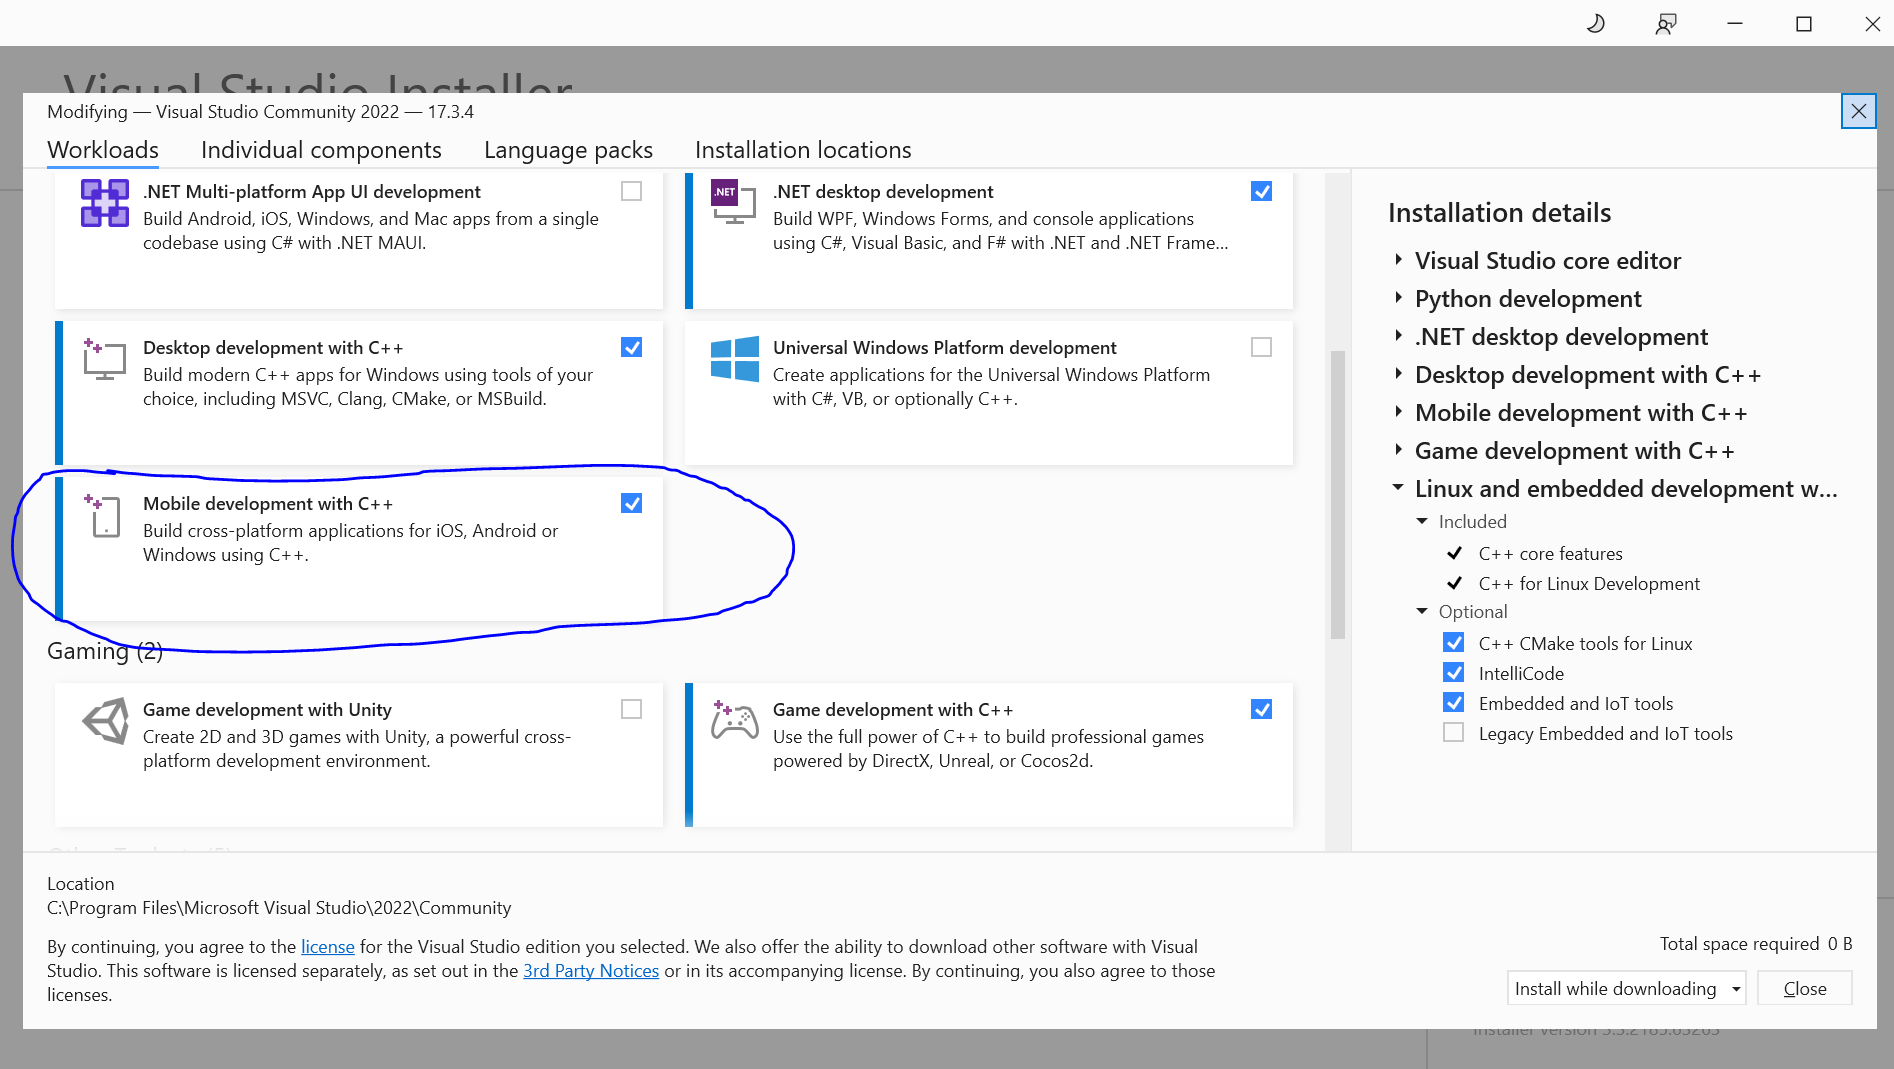 Visual Studio Installer
Modifying — Visual Studio Community 2022 — 17.3.4
Workloads
Individual components
Language packs
Installation locations
.NET Multi-platform App UI development
Build Android, iOS, Windows, and Mac apps from a single
codebase using C# with .NET MAUI.
.NET
.NET desktop development
Build WPF, Windows Forms, and console applications
using C#, Visual Basic, and F# with .NET and .NET Frame...
Desktop development with C++
Build modern C++ apps for Windows using tools of your
choice, including MSVC, Clang, CMake, or MSBuild.
Universal Windows Platform development
Create applications for the Universal Windows Platform
with C#, VB, or optionally C++.
Mobile development with C++
Build cross-platform applications for iOS, Android or
Windows using C++.
Gaming (2)
Game development with Unity
Create 2D and 3D games with Unity, a powerful cross-
platform development environment.
Game development with C++
Use the full power of C++ to build professional games
powered by DirectX, Unreal, or Cocos2d.
Installation details
Visual Studio core editor
Python development
.NET desktop development
Desktop development with C++
Mobile development with C++
Game development with C++
Linux and embedded development w...
Included
C++ core features
C++ for Linux Development
Optional
C++ CMake tools for Linux
IntelliCode
Embedded and IoT tools
Legacy Embedded and IoT tools
Location
C:\Program Files\Microsoft Visual Studio\2022\Community
By continuing, you agree to the license for the Visual Studio edition you selected. We also offer the ability to download other software with Visual
Studio. This software is licensed separately, as set out in the 3rd Party Notices or in its accompanying license. By continuing, you also agree to those
licenses.
Total space required 0 B
Install while downloading
Close
Installer version